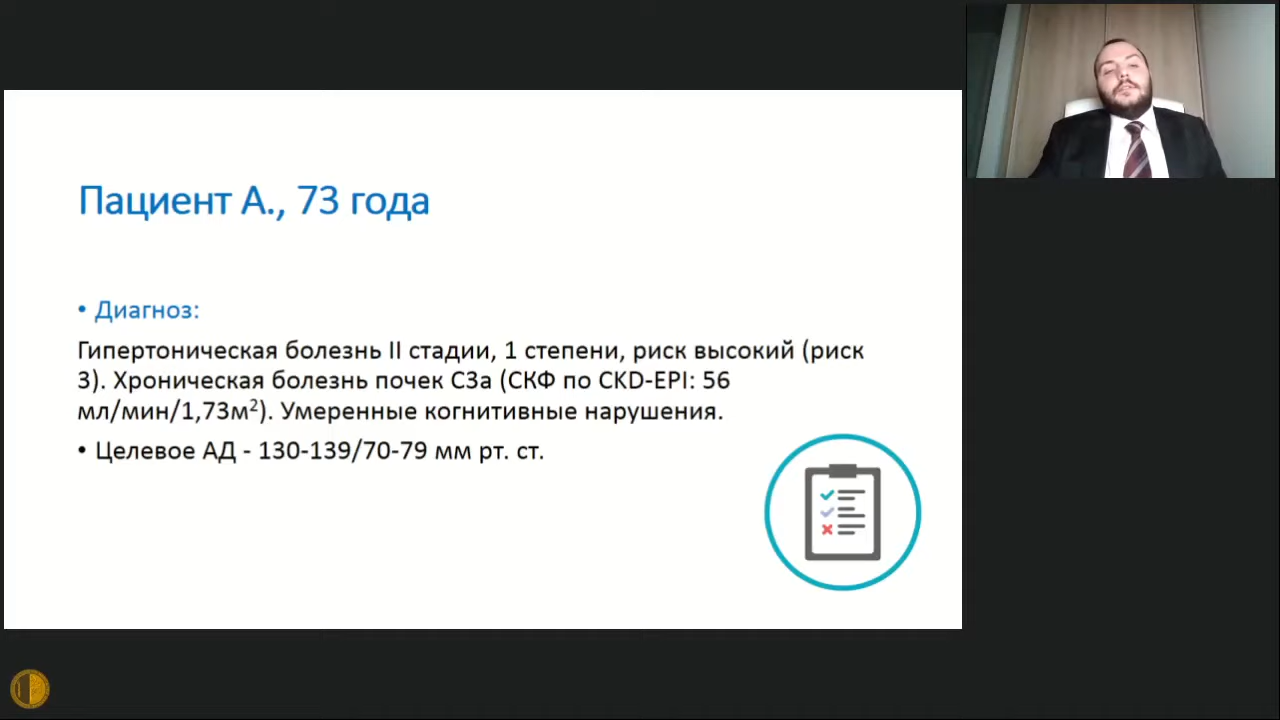 Пациент А., 73 года
• Диагноз:
Гипертоническая болезнь II стадии, 1 степени, риск высокий (риск
3). Хроническая болезнь почек С3а (СКФ по CKD-EPI: 56
мл/мин/1,73м²). Умеренные когнитивные нарушения.
• Целевое АД - 130-139/70-79 мм рт. ст.